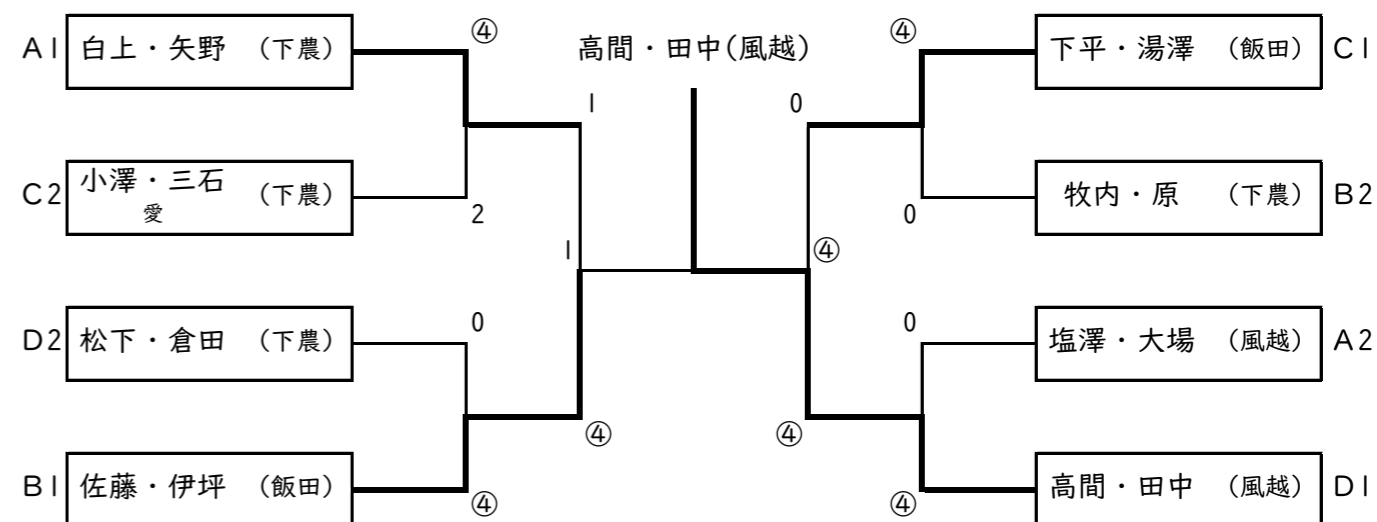 A1 白上・矢野 (下農) ④ 高間・田中(風越) ④ 下平・湯澤 (飯田) C1
1 0
C2 小澤・三石 (下農) 牧内・原 (下農) B2
愛
2 0
1 ④
D2 松下・倉田 (下農) 0 0 塩澤・大場 (風越) A2
④ ④
B1 佐藤・伊坪 (飯田) ④ ④ 高間・田中 (風越) D1